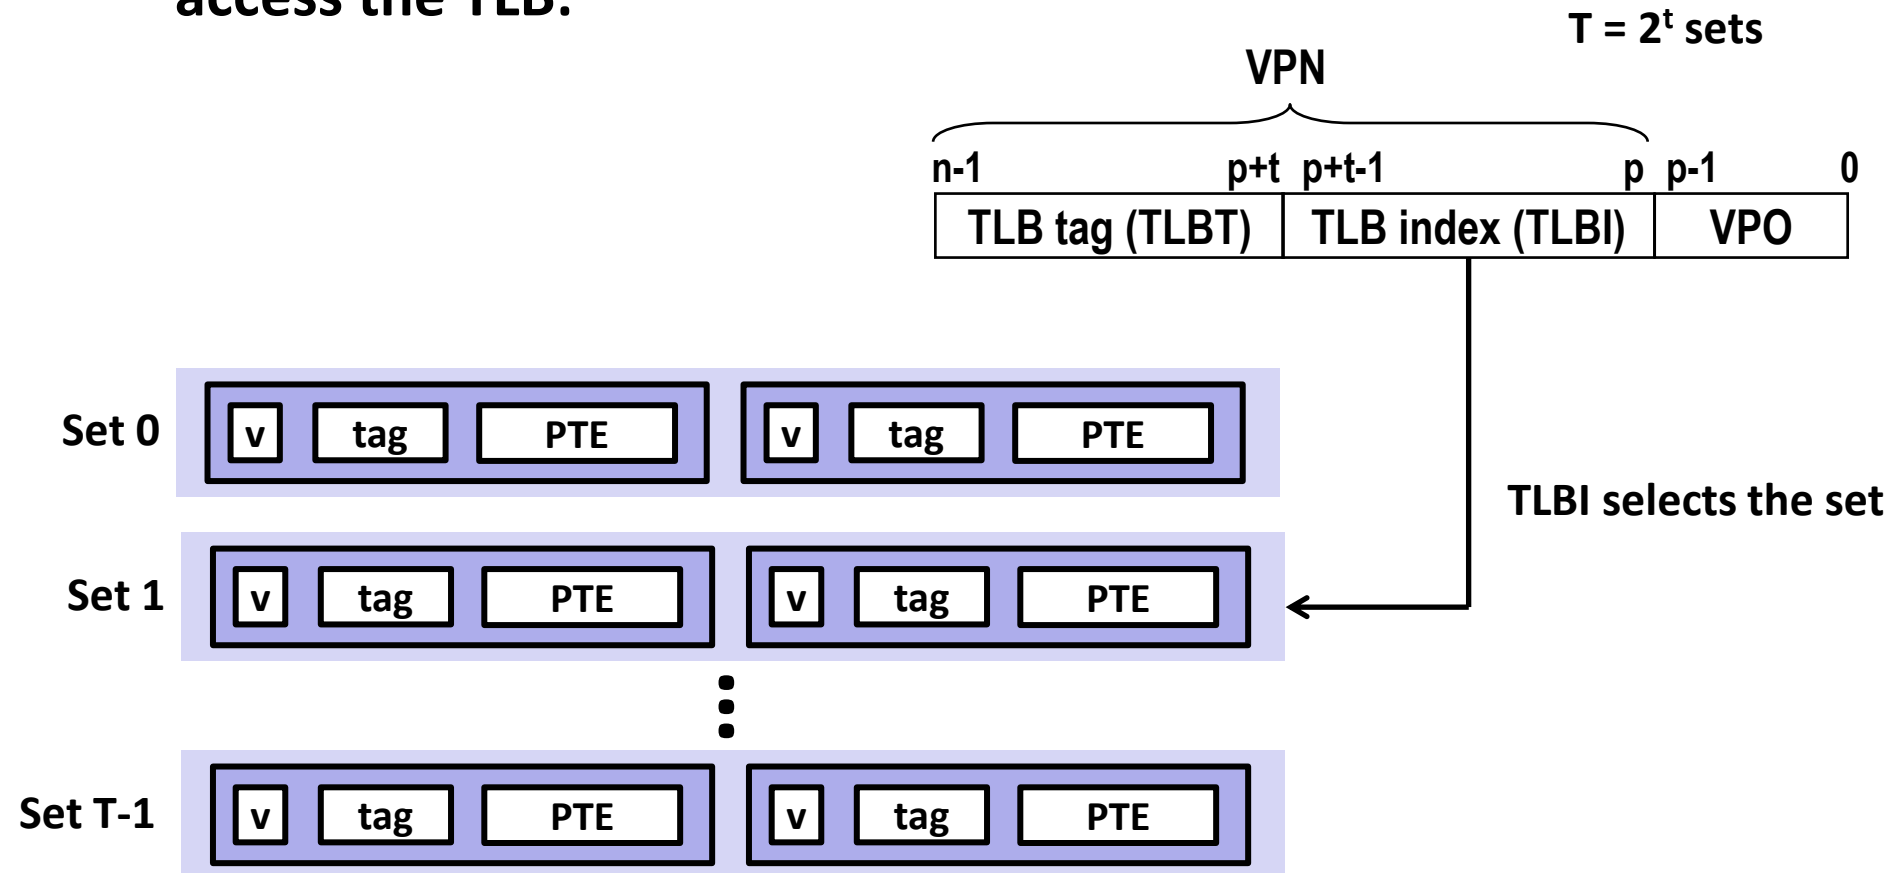 access the TLB:
T = 2ᵗ sets
VPN
n-1 p+t p+t-1 p p-1 0
TLB tag (TLBT) TLB index (TLBI) VPO
Set 0 v tag PTE v tag PTE
TLBI selects the set
Set 1 v tag PTE v tag PTE
Set T-1 v tag PTE v tag PTE